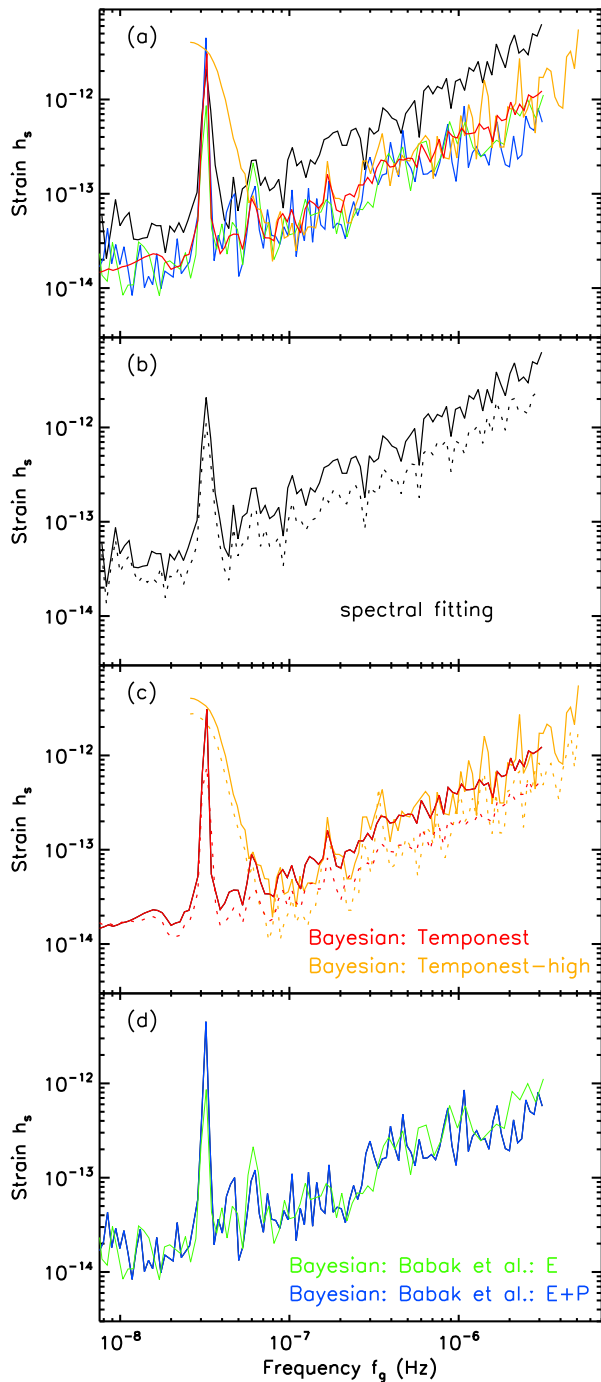 (a)
10⁻¹²
10⁻¹³
10⁻¹⁴
Strain hₛ
(b)
10⁻¹²
10⁻¹³
10⁻¹⁴
Strain hₛ
spectral fitting
(c)
10⁻¹²
10⁻¹³
10⁻¹⁴
Strain hₛ
Bayesian: Temponest
Bayesian: Temponest–high
(d)
10⁻¹²
10⁻¹³
10⁻¹⁴
Strain hₛ
Bayesian: Babak et al.: E
Bayesian: Babak et al.: E+P
10⁻⁸ 10⁻⁷ 10⁻⁶
Frequency f_g (Hz)